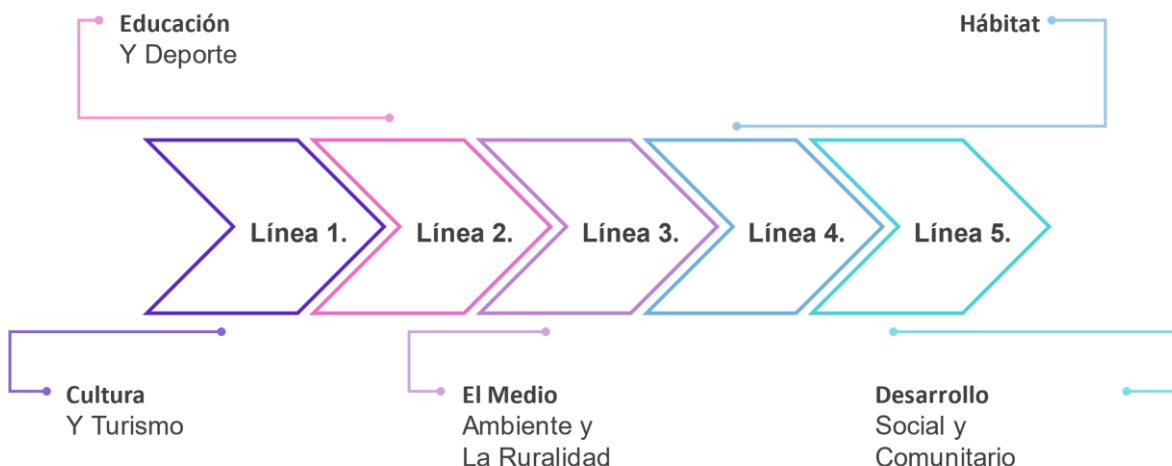 Educación
Y Deporte
Hábitat
Línea 1.
Línea 2.
Línea 3.
Línea 4.
Línea 5.
Cultura
Y Turismo
El Medio
Ambiente y
La Ruralidad
Desarrollo
Social y
Comunitario